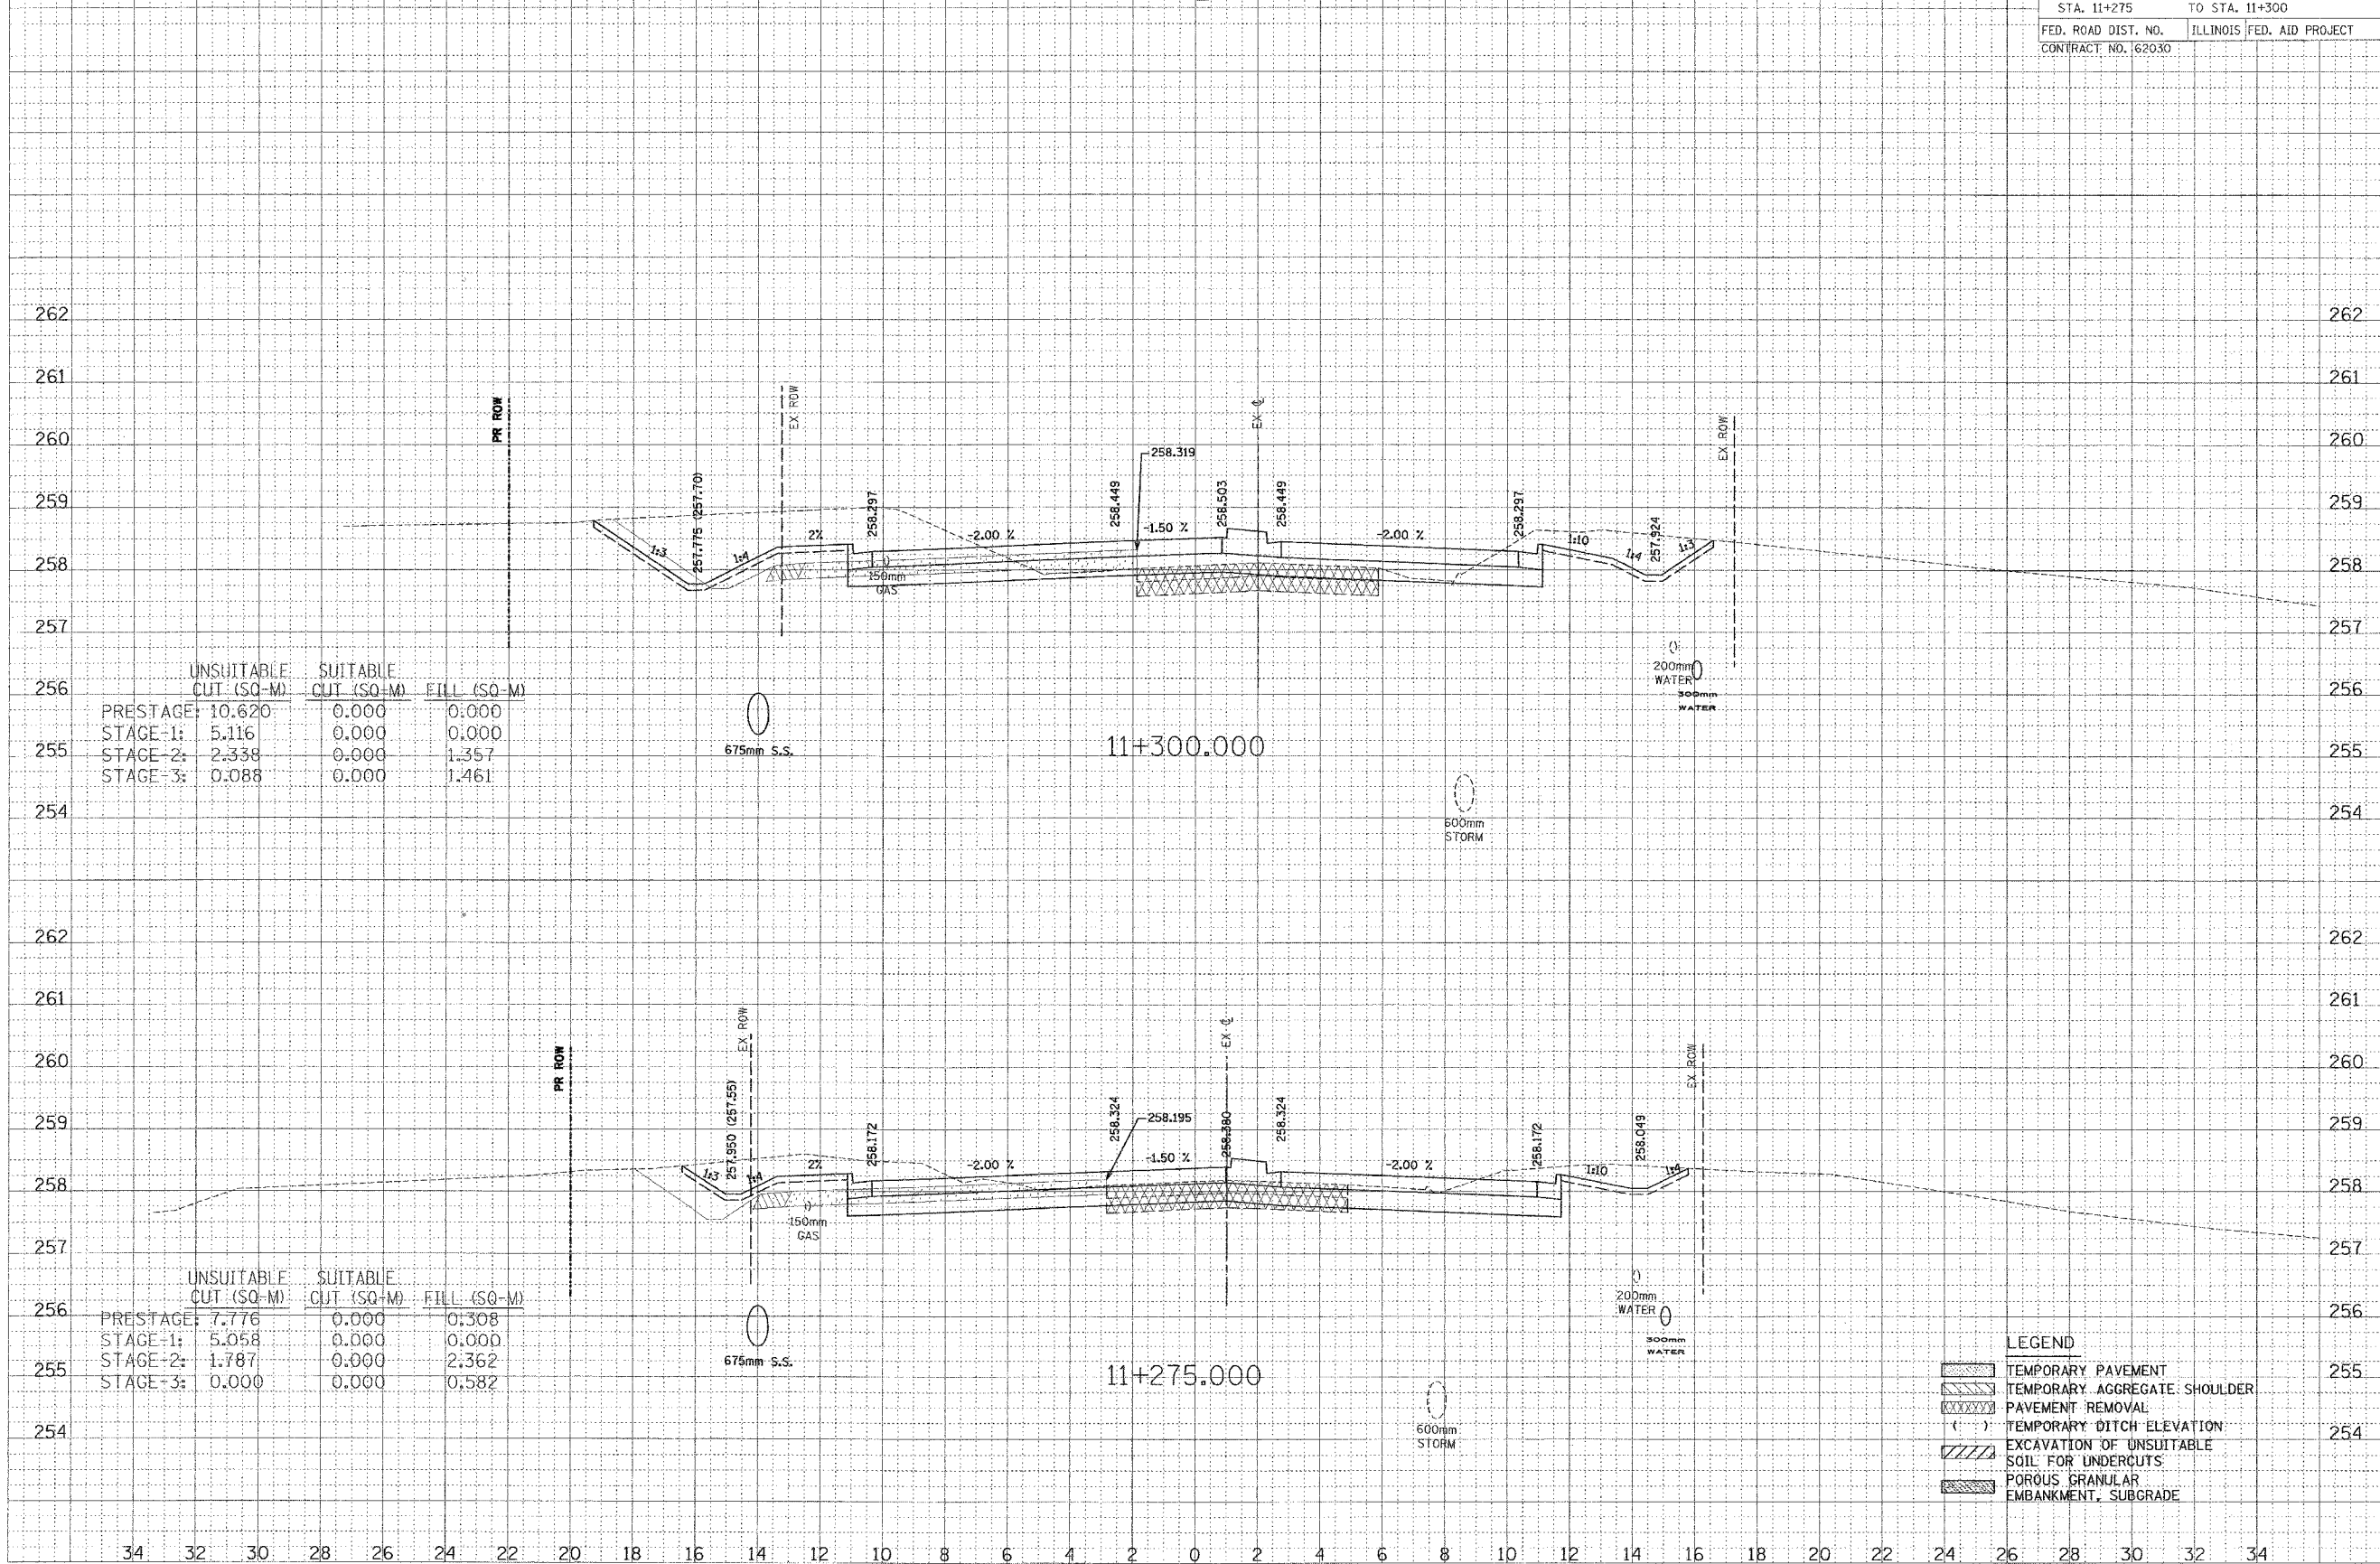 STA. 11+275 TO STA. 11+300
FED. ROAD DIST. NO. ILLINOIS FED. AID PROJECT
CONTRACT NO. 62030
262 262
261 261
260 260
259 259
258 258
257 257
256 256
255 255
254 254
PR ROW
EX ROW
EX ℄
EX ROW
257.775 (257.70)
258.297
258.449
258.319
258.503
258.449
258.297
257.924
1:3
1:4
2%
-2.00 %
-1.50 %
-2.00 %
1:10
1:4
1:3
150mm
GAS
200mm
WATER
300mm
WATER
UNSUITABLE SUITABLE
CUT (SQ-M) CUT (SQ-M) FILL (SQ-M)
PRESTAGE: 10.620 0.000 0.000
STAGE-1: 5.116 0.000 0.000
STAGE-2: 2.338 0.000 1.357
STAGE-3: 0.088 0.000 1.461
675mm S.S.
11+300.000
600mm
STORM
262 262
261 261
260 260
259 259
258 258
257 257
256 256
255 255
254 254
PR ROW
EX ROW
EX ℄
EX ROW
257.950 (257.55)
258.172
258.324
258.195
258.380
258.324
258.172
258.049
1:3
1:4
2%
-2.00 %
-1.50 %
-2.00 %
1:10
1:4
150mm
GAS
200mm
WATER
300mm
WATER
UNSUITABLE SUITABLE
CUT (SQ-M) CUT (SQ-M) FILL (SQ-M)
PRESTAGE: 7.776 0.000 0.308
STAGE-1: 5.058 0.000 0.000
STAGE-2: 1.787 0.000 2.362
STAGE-3: 0.000 0.000 0.582
675mm S.S.
11+275.000
600mm
STORM
LEGEND
TEMPORARY PAVEMENT
TEMPORARY AGGREGATE SHOULDER
PAVEMENT REMOVAL
( ) TEMPORARY DITCH ELEVATION
EXCAVATION OF UNSUITABLE
SOIL FOR UNDERCUTS
POROUS GRANULAR
EMBANKMENT, SUBGRADE
34 32 30 28 26 24 22 20 18 16 14 12 10 8 6 4 2 0 2 4 6 8 10 12 14 16 18 20 22 24 26 28 30 32 34